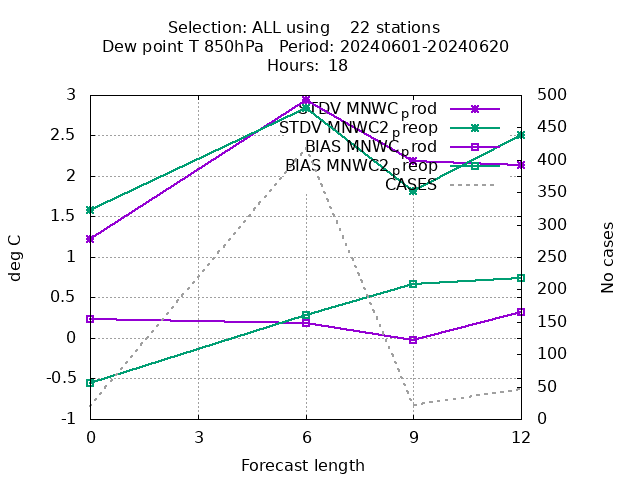 Selection: ALL using    22 stations
Dew point T 850hPa   Period: 20240601-20240620
Hours: 18
3
2.5
2
1.5
1
0.5
0
-0.5
-1
deg C
STDV MNWC_prod
STDV MNWC2_preop
BIAS MNWC_prod
BIAS MNWC2_preop
CASES
500
450
400
350
300
250
200
150
100
50
0
No cases
0 3 6 9 12
Forecast length